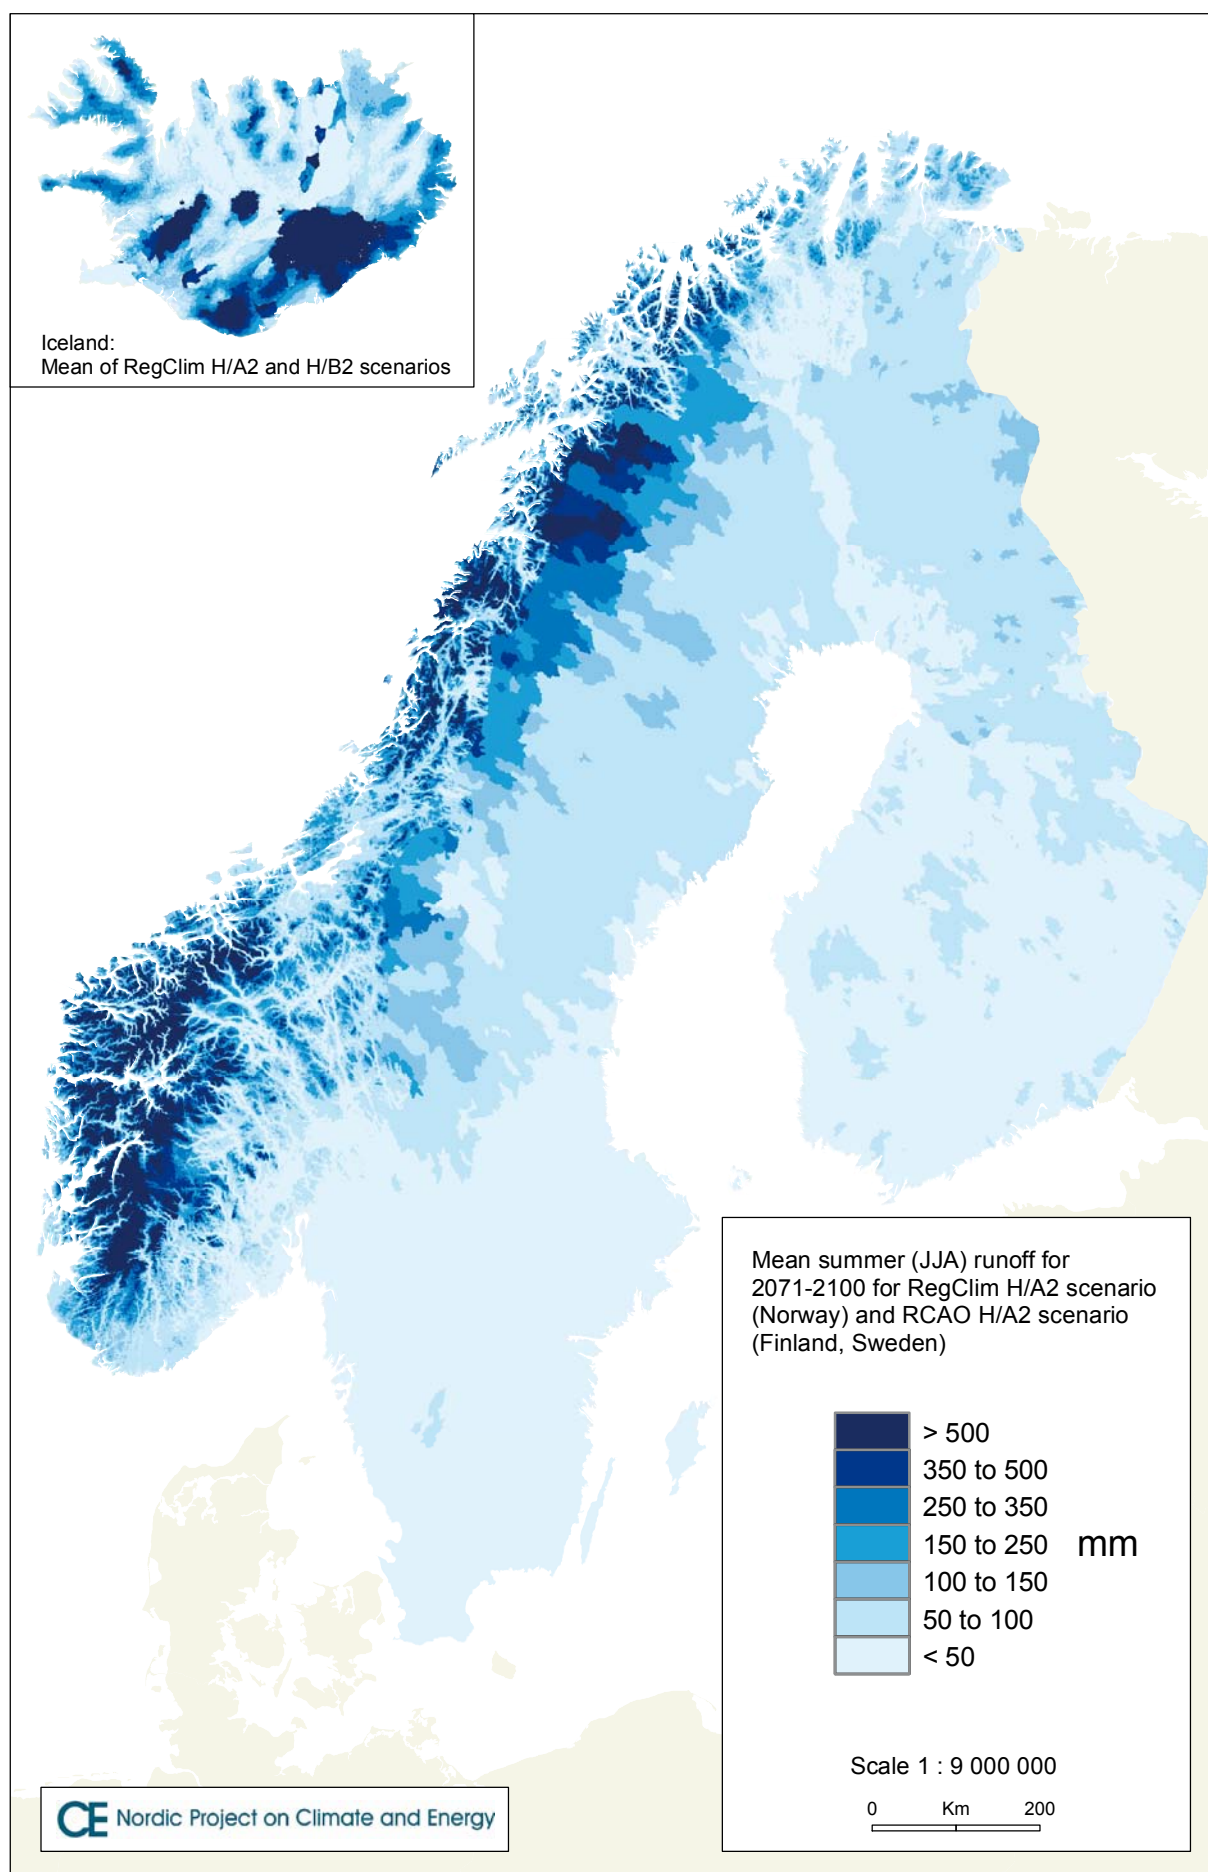 Iceland:
Mean of RegClim H/A2 and H/B2 scenarios
Mean summer (JJA) runoff for
2071-2100 for RegClim H/A2 scenario
(Norway) and RCAO H/A2 scenario
(Finland, Sweden)
> 500
350 to 500
250 to 350
150 to 250
mm
100 to 150
50 to 100
< 50
Scale 1 : 9 000 000
0 Km 200
CE Nordic Project on Climate and Energy